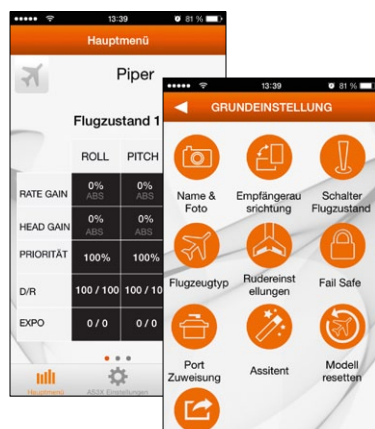 13:39
81 %
Hauptmenü
Piper
Flugzustand 1
ROLL PITCH
RATE GAIN 0% ABS 0% ABS
HEAD GAIN 0% ABS 0% ABS
PRIORITÄT 100% 100%
D/R 100 / 100 100 / 10
EXPO 0 / 0 0 / 0
Hauptmenü
13:39
81 %
GRUNDEINSTELLUNG
Name &
Foto
Empfängerau
srichtung
Schalter
Flugzustand
Flugzeugtyp
Rudereinst
ellungen
Fail Safe
Port
Zuweisung
Assitent
Modell
resetten